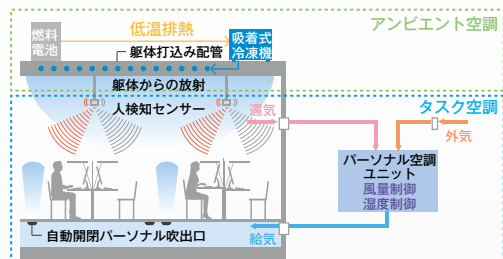 アンビエント空調
燃料
電池
低温排熱
吸着式
冷凍機
躯体打込み配管
躯体からの放射
人検知センサー
タスク空調
還気
外気
パーソナル空調
ユニット
風量制御
湿度制御
自動開閉パーソナル吹出口
給気